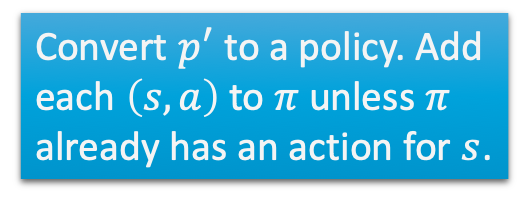 Convert 𝑝′ to a policy. Add
each (𝑠, 𝑎) to 𝜋 unless 𝜋
already has an action for 𝑠.